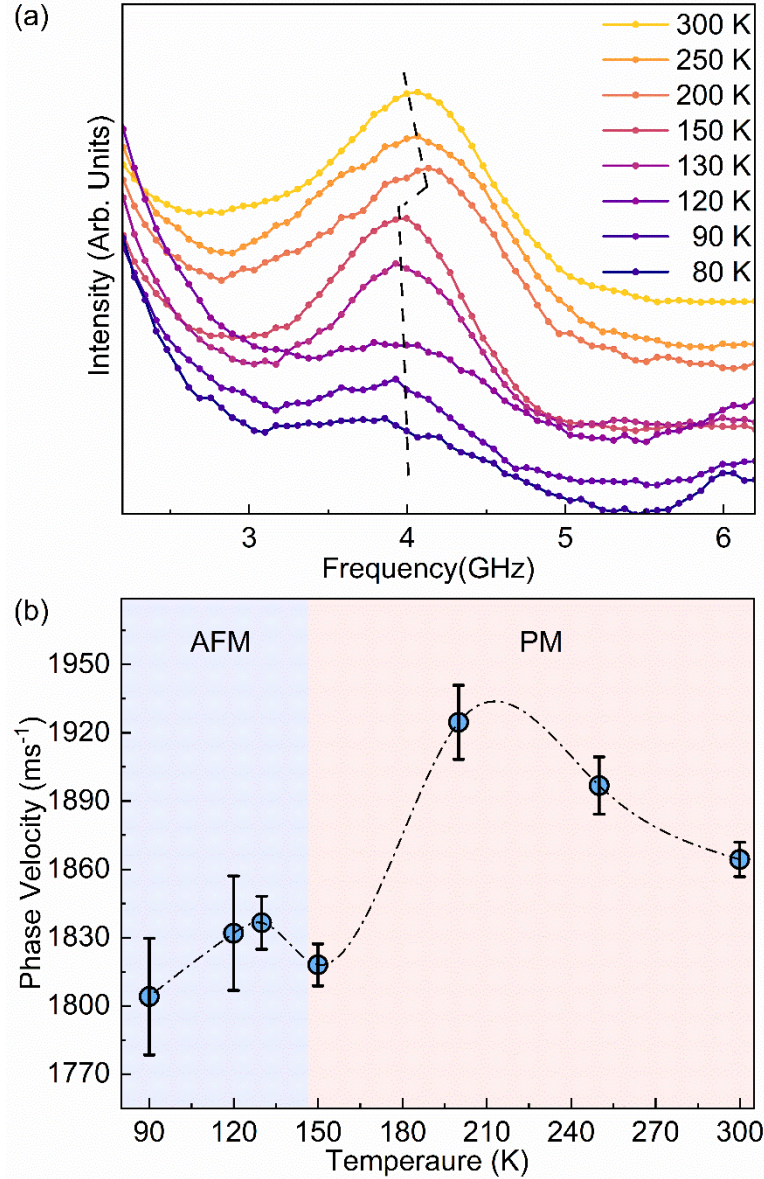 (a)
300 K
250 K
200 K
150 K
130 K
120 K
90 K
80 K
Intensity (Arb. Units)
3 4 5 6
Frequency(GHz)
(b)
AFM PM
1950
1920
1890
1860
1830
1800
1770
Phase Velocity (ms⁻¹)
90 120 150 180 210 240 270 300
Temperaure (K)